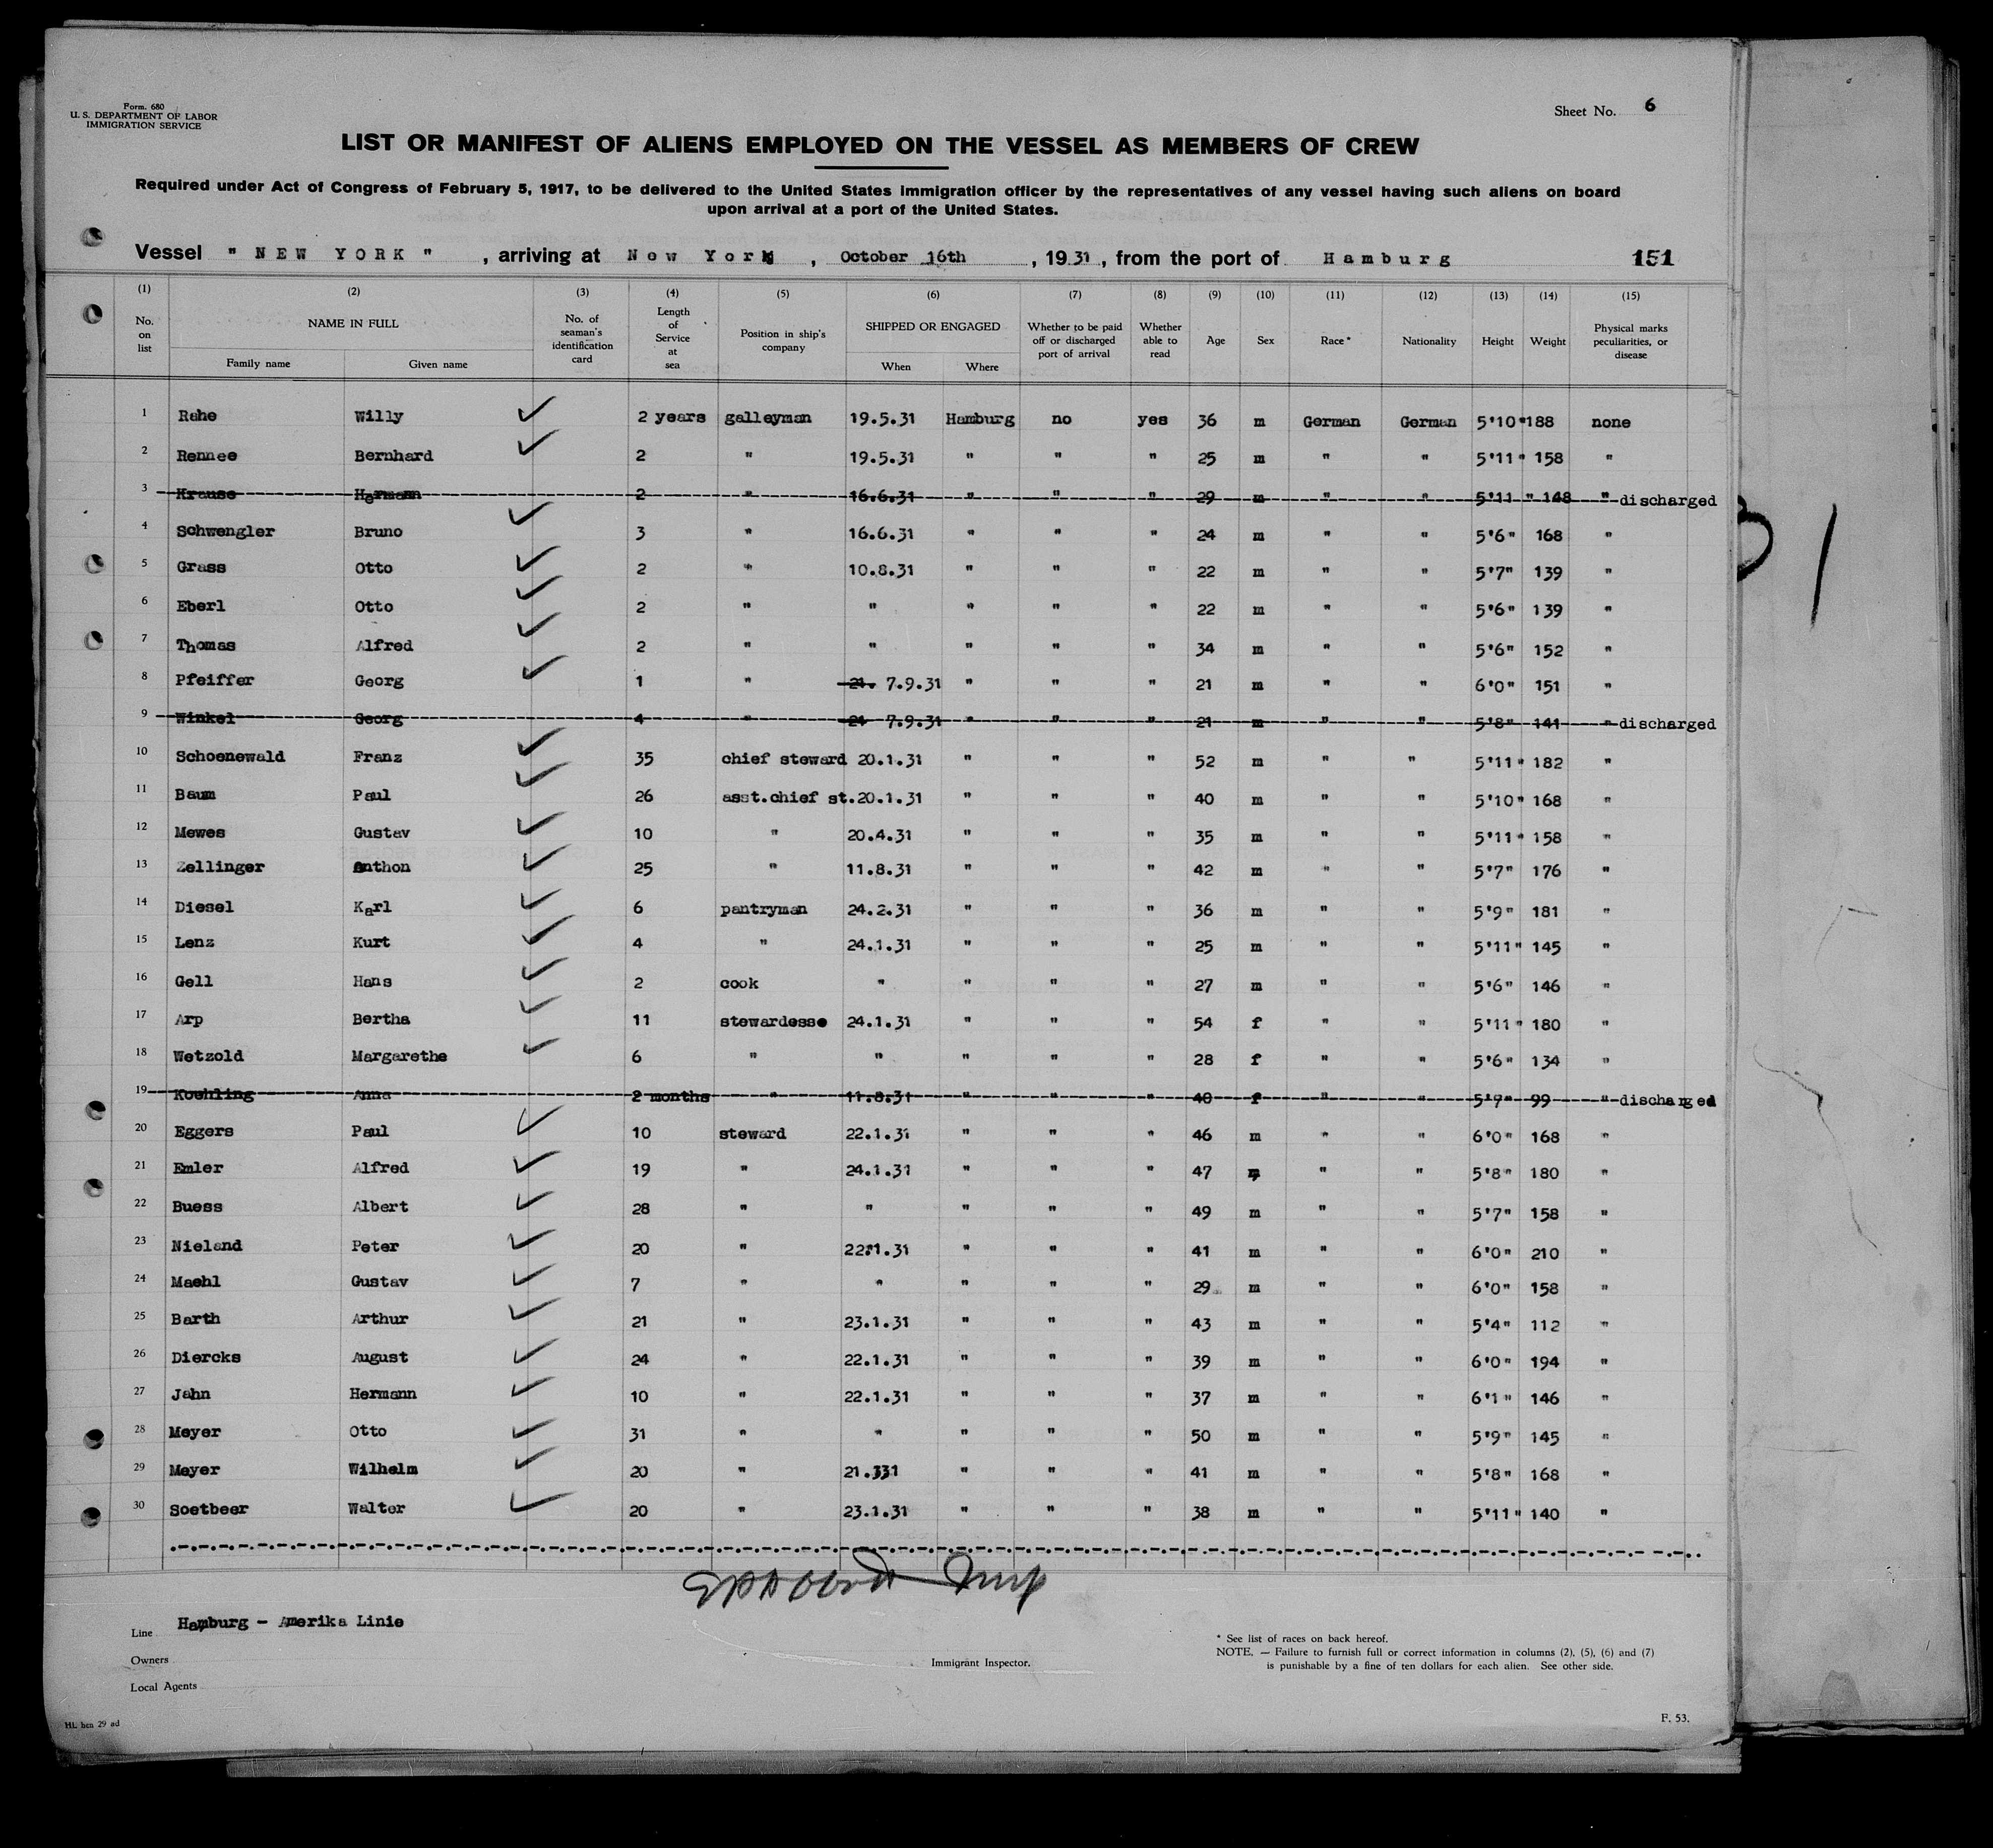 Form. 680
U. S. DEPARTMENT OF LABOR
IMMIGRATION SERVICE
Sheet No. 6
LIST OR MANIFEST OF ALIENS EMPLOYED ON THE VESSEL AS MEMBERS OF CREW
Required under Act of Congress of February 5, 1917, to be delivered to the United States immigration officer by the representatives of any vessel having such aliens on board
upon arrival at a port of the United States.
Vessel " NEW YORK " , arriving at New York , October 16th , 1931 , from the port of Hamburg 151
(1) (2) (3) (4) (5) (6) (7) (8) (9) (10) (11) (12) (13) (14) (15)
No. on list NAME IN FULL Family name Given name No. of seaman's identification card Length of Service at sea Position in ship's company SHIPPED OR ENGAGED When Where Whether to be paid off or discharged port of arrival Whether able to read Age Sex Race * Nationality Height Weight Physical marks peculiarities, or disease
1 Rahe Willy 2 years galleyman 19.5.31 Hamburg no yes 36 m German German 5'10" 188 none
2 Rennee Bernhard 2 " 19.5.31 " " " 25 m " " 5'11" 158 "
3 Krause Hermann 2 " 16.6.31 " " " 29 m " " 5'11" 148 " discharged
4 Schwengler Bruno 3 " 16.6.31 " " " 24 m " " 5'6" 168 "
5 Grass Otto 2 " 10.8.31 " " " 22 m " " 5'7" 139 "
6 Eberl Otto 2 " " " " " 22 m " " 5'6" 139 "
7 Thomas Alfred 2 " " " " " 34 m " " 5'6" 152 "
8 Pfeiffer Georg 1 " 21. 7.9.31 " " " 21 m " " 6'0" 151 "
9 Winkel Georg 4 " 21 7.9.31 " " " 21 m " " 5'8" 141 " discharged
10 Schoenewald Franz 35 chief steward 20.1.31 " " " 52 m " " 5'11" 182 "
11 Baum Paul 26 asst.chief st. 20.1.31 " " " 40 m " " 5'10" 168 "
12 Mewes Gustav 10 " 20.4.31 " " " 35 m " " 5'11" 158 "
13 Zellinger Anthon 25 " 11.8.31 " " " 42 m " " 5'7" 176 "
14 Diesel Karl 6 pantryman 24.2.31 " " " 36 m " " 5'9" 181 "
15 Lenz Kurt 4 " 24.1.31 " " " 25 m " " 5'11" 145 "
16 Gell Hans 2 cook " " " " 27 m " " 5'6" 146 "
17 Arp Bertha 11 stewardesse 24.1.31 " " " 54 f " " 5'11" 180 "
18 Wetzold Margarethe 6 " " " " " 28 f " " 5'6" 134 "
19 Koehling Anna 2 months " 11.8.31 " " " 40 f " " 5'7" 99 " discharged
20 Eggers Paul 10 steward 22.1.31 " " " 46 m " " 6'0" 168 "
21 Emler Alfred 19 " 24.1.31 " " " 47 m " " 5'8" 180 "
22 Buess Albert 28 " " " " " 49 m " " 5'7" 158 "
23 Nieland Peter 20 " 22.1.31 " " " 41 m " " 6'0" 210 "
24 Maehl Gustav 7 " " " " " 29 m " " 6'0" 158 "
25 Barth Arthur 21 " 23.1.31 " " " 43 m " " 5'4" 112 "
26 Diercks August 24 " 22.1.31 " " " 39 m " " 6'0" 194 "
27 Jahn Hermann 10 " 22.1.31 " " " 37 m " " 6'1" 146 "
28 Meyer Otto 31 " " " " " 50 m " " 5'9" 145 "
29 Meyer Wilhelm 20 " 21.331 " " " 41 m " " 5'8" 168 "
30 Soetbeer Walter 20 " 23.1.31 " " " 38 m " " 5'11" 140 "
Line Hamburg - Amerika Linie
Owners
Local Agents
Immigrant Inspector.
* See list of races on back hereof.
NOTE. — Failure to furnish full or correct information in columns (2), (5), (6) and (7)
is punishable by a fine of ten dollars for each alien. See other side.
HL hen 29 ad
F. 53.